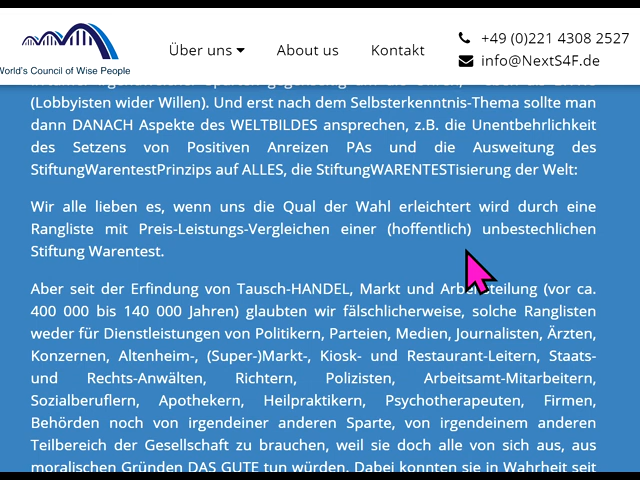 World's Council of Wise People
Über uns
About us
Kontakt
+49 (0)221 4308 2527
info@NextS4F.de
(Lobbyisten wider Willen). Und erst nach dem Selbsterkenntnis-Thema sollte man
dann DANACH Aspekte des WELTBILDES ansprechen, z.B. die Unentbehrlichkeit
des Setzens von Positiven Anreizen PAs und die Ausweitung des
StiftungWarentestPrinzips auf ALLES, die StiftungWARENTESTisierung der Welt:
Wir alle lieben es, wenn uns die Qual der Wahl erleichtert wird durch eine
Rangliste mit Preis-Leistungs-Vergleichen einer (hoffentlich) unbestechlichen
Stiftung Warentest.
Aber seit der Erfindung von Tausch-HANDEL, Markt und Arbeitsteilung (vor ca.
400 000 bis 140 000 Jahren) glaubten wir fälschlicherweise, solche Ranglisten
weder für Dienstleistungen von Politikern, Parteien, Medien, Journalisten, Ärzten,
Konzernen, Altenheim-, (Super-)Markt-, Kiosk- und Restaurant-Leitern, Staats-
und Rechts-Anwälten, Richtern, Polizisten, Arbeitsamt-Mitarbeitern,
Sozialberuflern, Apothekern, Heilpraktikern, Psychotherapeuten, Firmen,
Behörden noch von irgendeiner anderen Sparte, von irgendeinem anderen
Teilbereich der Gesellschaft zu brauchen, weil sie doch alle von sich aus, aus
moralischen Gründen DAS GUTE tun würden. Dabei konnten sie in Wahrheit seit